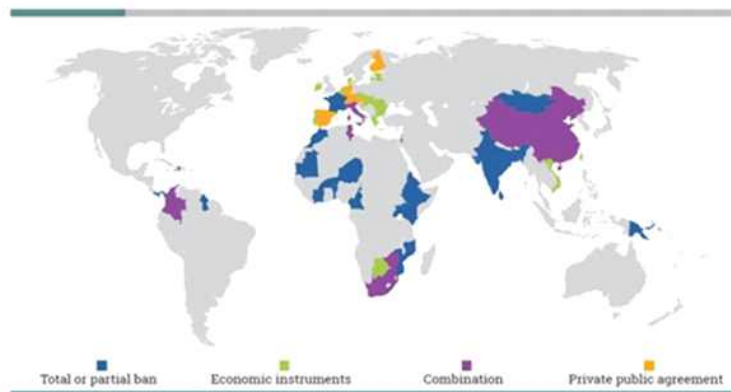 Total or partial ban
Economic instruments
Combination
Private public agreement